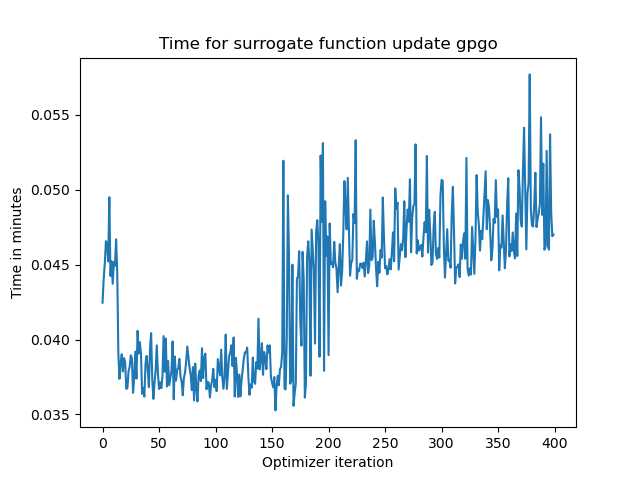 Time for surrogate function update gpgo
Time in minutes
0.055
0.050
0.045
0.040
0.035
0 50 100 150 200 250 300 350 400
Optimizer iteration